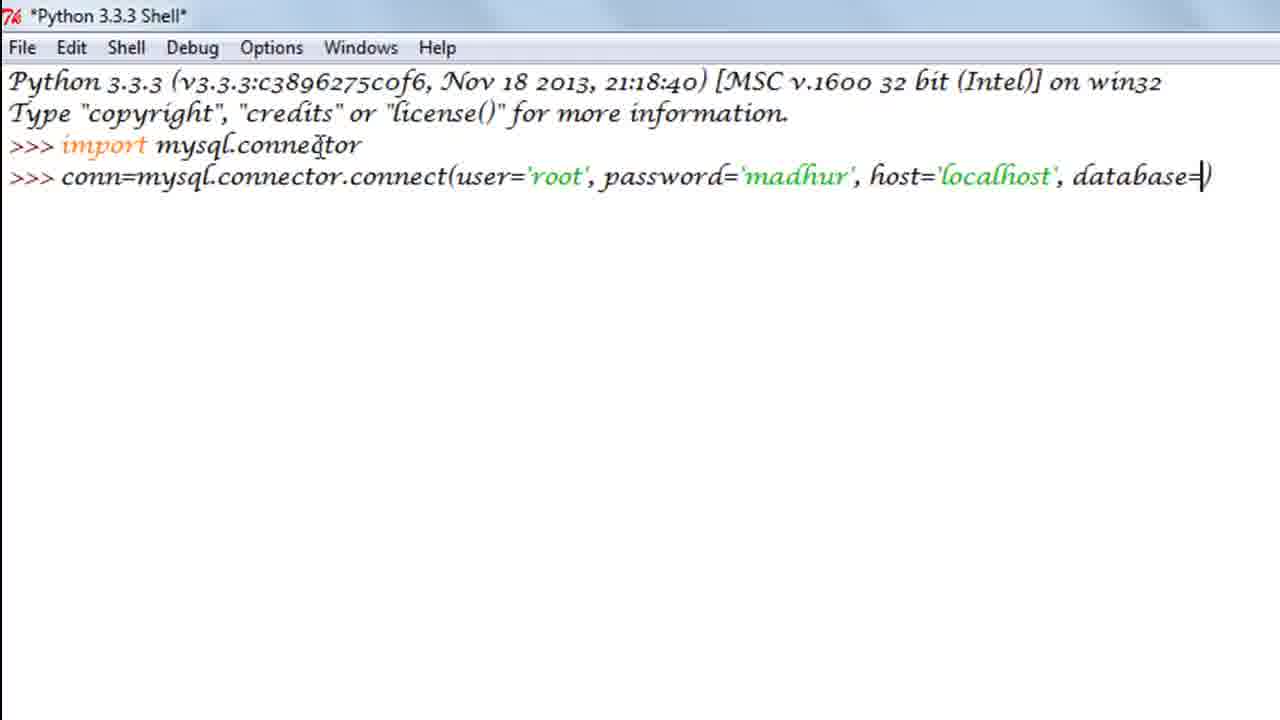 *Python 3.3.3 Shell*
File Edit Shell Debug Options Windows Help
Python 3.3.3 (v3.3.3:c3896275c0f6, Nov 18 2013, 21:18:40) [MSC v.1600 32 bit (Intel)] on win32
Type "copyright", "credits" or "license()" for more information.
>>> import mysql.connector
>>> conn=mysql.connector.connect(user='root', password='madhur', host='localhost', database=)